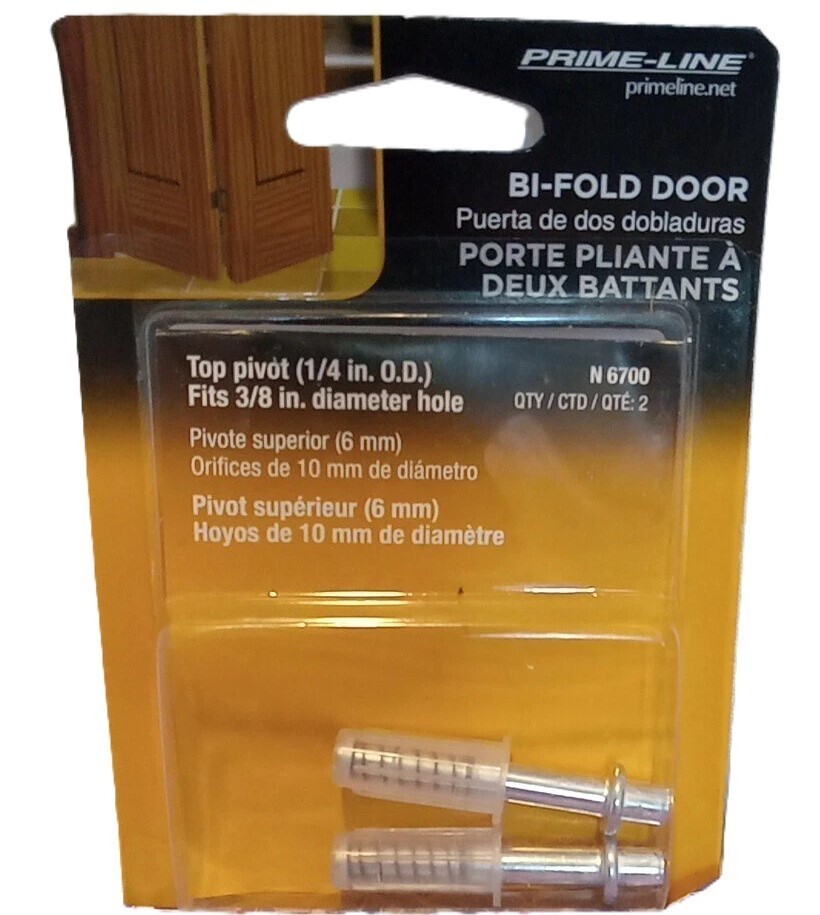 PRIME-LINE®
primeline.net
BI-FOLD DOOR
Puerta de dos dobladuras
PORTE PLIANTE À
DEUX BATTANTS
Top pivot (1/4 in. O.D.)
Fits 3/8 in. diameter hole
N 6700
QTY / CTD / QTÉ: 2
Pivote superior (6 mm)
Orifices de 10 mm de diámetro
Pivot supérieur (6 mm)
Hoyos de 10 mm de diamètre